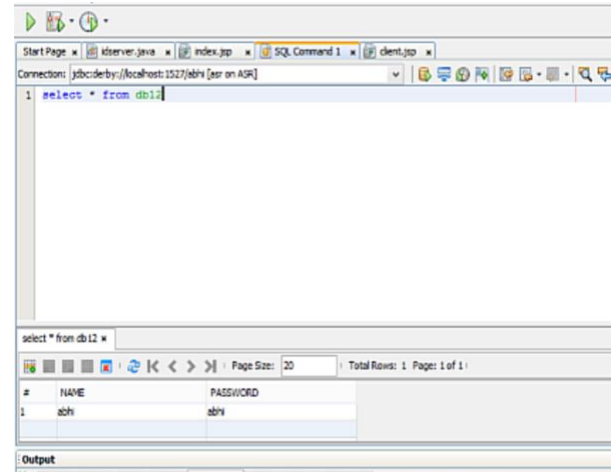 Start Page idserver.java index.jsp SQL Command 1 client.jsp
Connection: jdbc:derby://localhost:1527/abhi [asr on ASR]
1 select * from db12
select * from db12
Page Size: 20 Total Rows: 1 Page: 1 of 1
# NAME PASSWORD
1 abhi abhi
Output